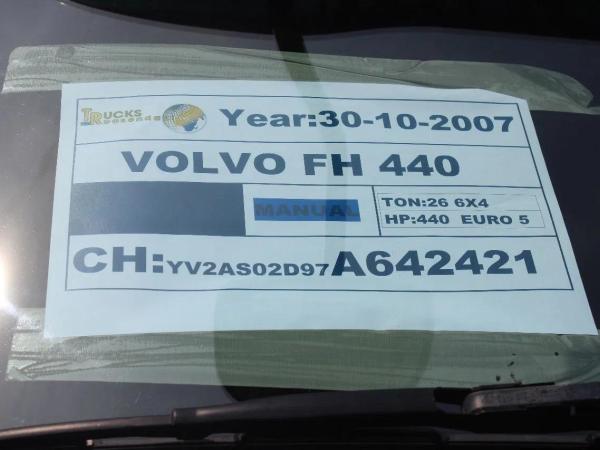 TRUCKS
Year:30-10-2007
VOLVO FH 440
MANUAL
TON:26 6X4
HP:440 EURO 5
CH:YV2AS02D97A642421